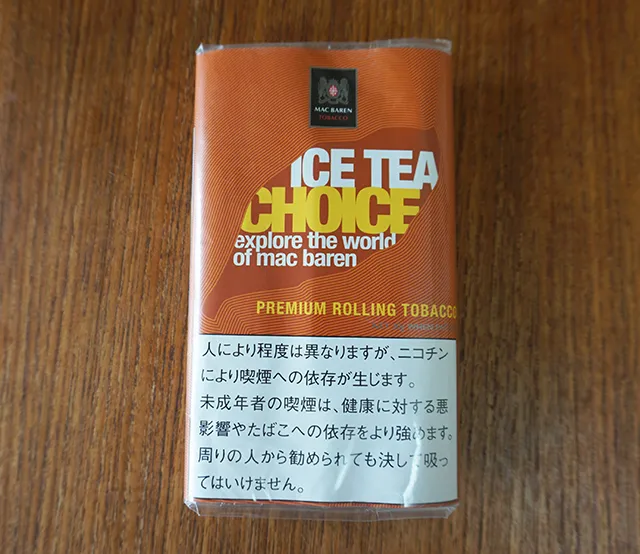 MAC BAREN
TOBACCO
ICE TEA
CHOICE
explore the world
of mac baren
PREMIUM ROLLING TOBACCO
人により程度は異なりますが、ニコチン
により喫煙への依存が生じます。
未成年者の喫煙は、健康に対する悪
影響やたばこへの依存をより強めます。
周りの人から勧められても決して吸っ
てはいけません。